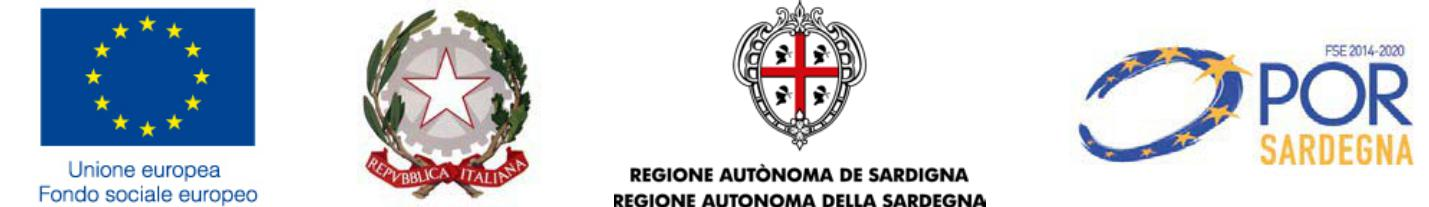 Unione europea
Fondo sociale europeo
REPVBBLICA ITALIANA
REGIONE AUTÒNOMA DE SARDIGNA
REGIONE AUTONOMA DELLA SARDEGNA
FSE 2014-2020
POR
SARDEGNA